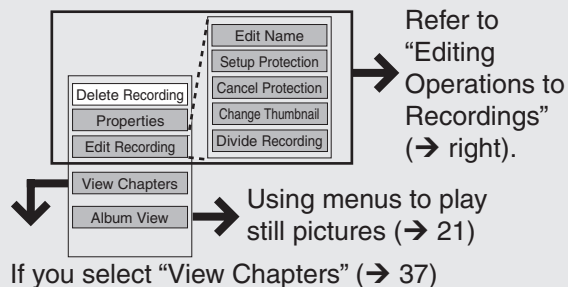 Edit Name
Setup Protection
Cancel Protection
Change Thumbnail
Divide Recording
Delete Recording
Properties
Edit Recording
View Chapters
Album View
Refer to
“Editing
Operations to
Recordings”
(➔ right).
Using menus to play
still pictures (➔ 21)
If you select “View Chapters” (➔ 37)